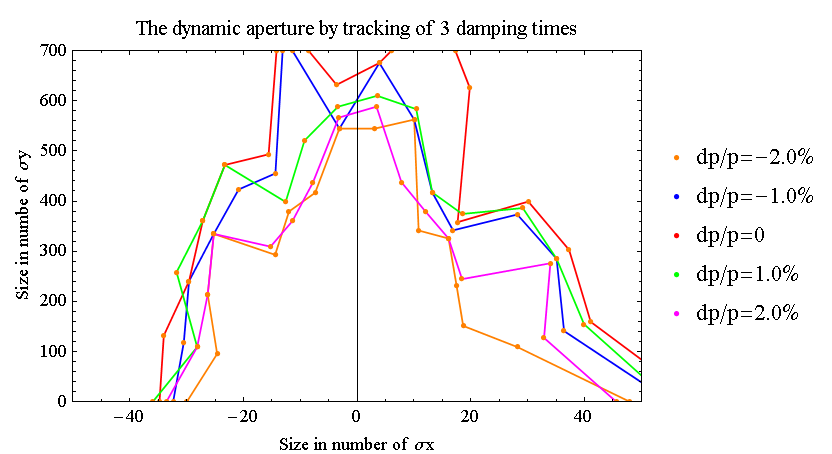 The dynamic aperture by tracking of 3 damping times
700
600
500
400
300
200
100
0
Size in numbe of σy
−40
−20
0
20
40
Size in number of σx
dp/p=−2.0%
dp/p=−1.0%
dp/p=0
dp/p=1.0%
dp/p=2.0%